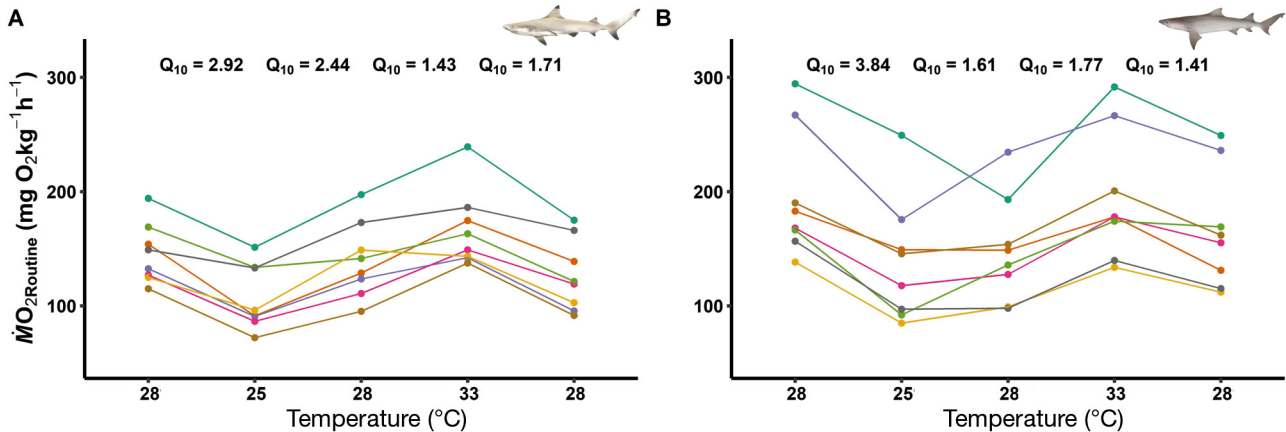 A
Q₁₀ = 2.92 Q₁₀ = 2.44 Q₁₀ = 1.43 Q₁₀ = 1.71
300
200
100
ṀO₂Routine (mg O₂kg⁻¹h⁻¹)
28 25 28 33 28
Temperature (°C)
B
Q₁₀ = 3.84 Q₁₀ = 1.61 Q₁₀ = 1.77 Q₁₀ = 1.41
300
200
100
28 25 28 33 28
Temperature (°C)